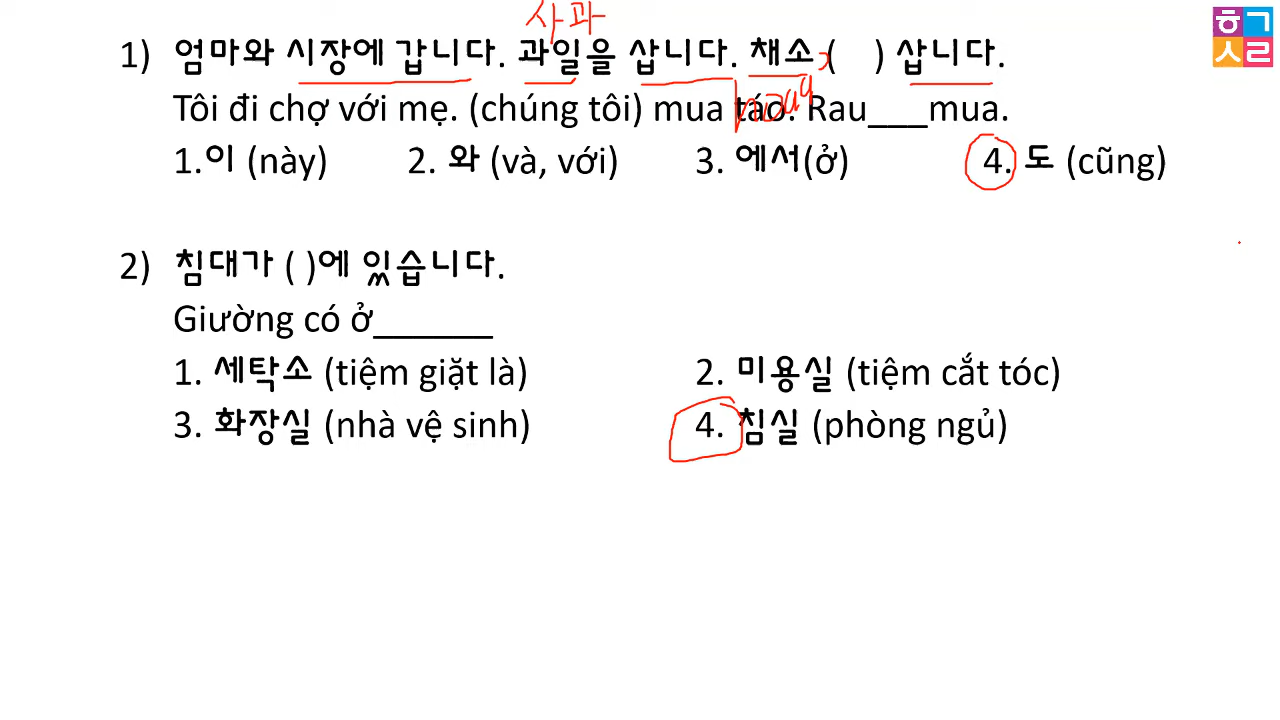 사과
1) 엄마와 시장에 갑니다. 과일을 삽니다. 채소 ( ) 삽니다.
Tôi đi chợ với mẹ. (chúng tôi) mua táo. Rau___mua.
1.이 (này) 2. 와 (và, với) 3. 에서(ở) 4. 도 (cũng)
2) 침대가 ( )에 있습니다.
Giường có ở______
1. 세탁소 (tiệm giặt là) 2. 미용실 (tiệm cắt tóc)
3. 화장실 (nhà vệ sinh) 4. 침실 (phòng ngủ)
ㅎㄱ
ㅅㄹ